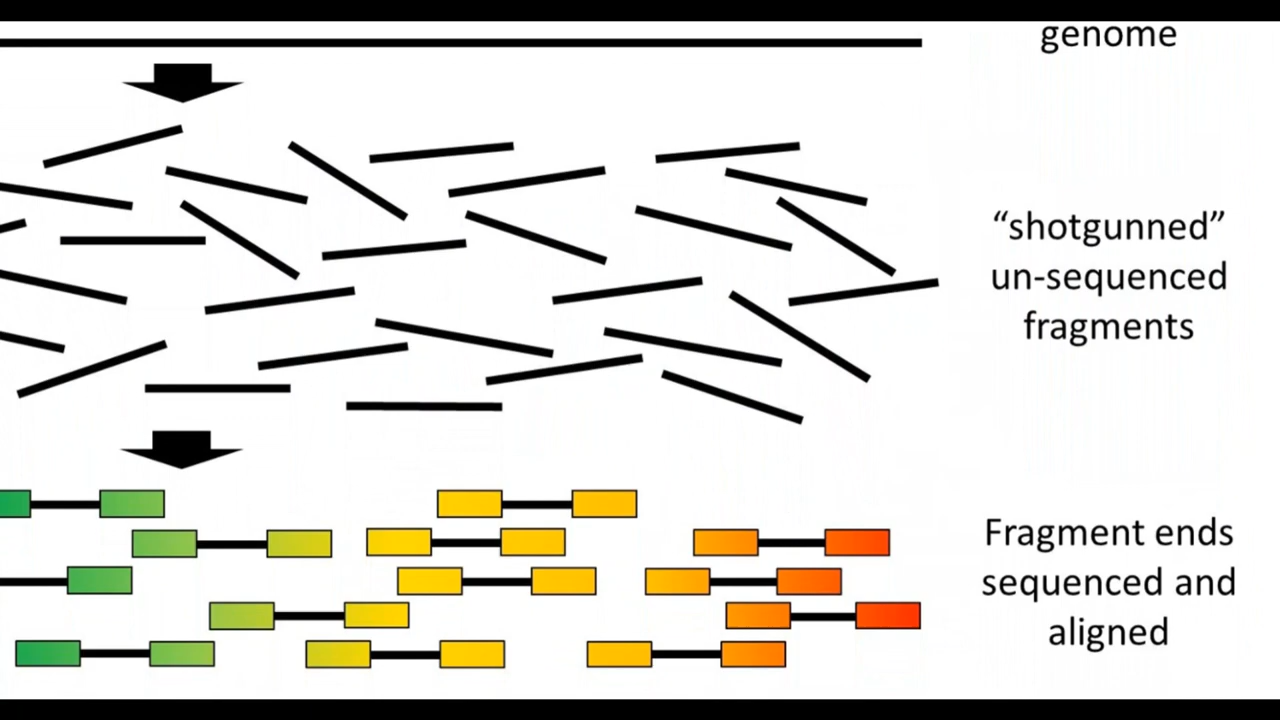 genome
“shotgunned”
un-sequenced
fragments
Fragment ends
sequenced and
aligned